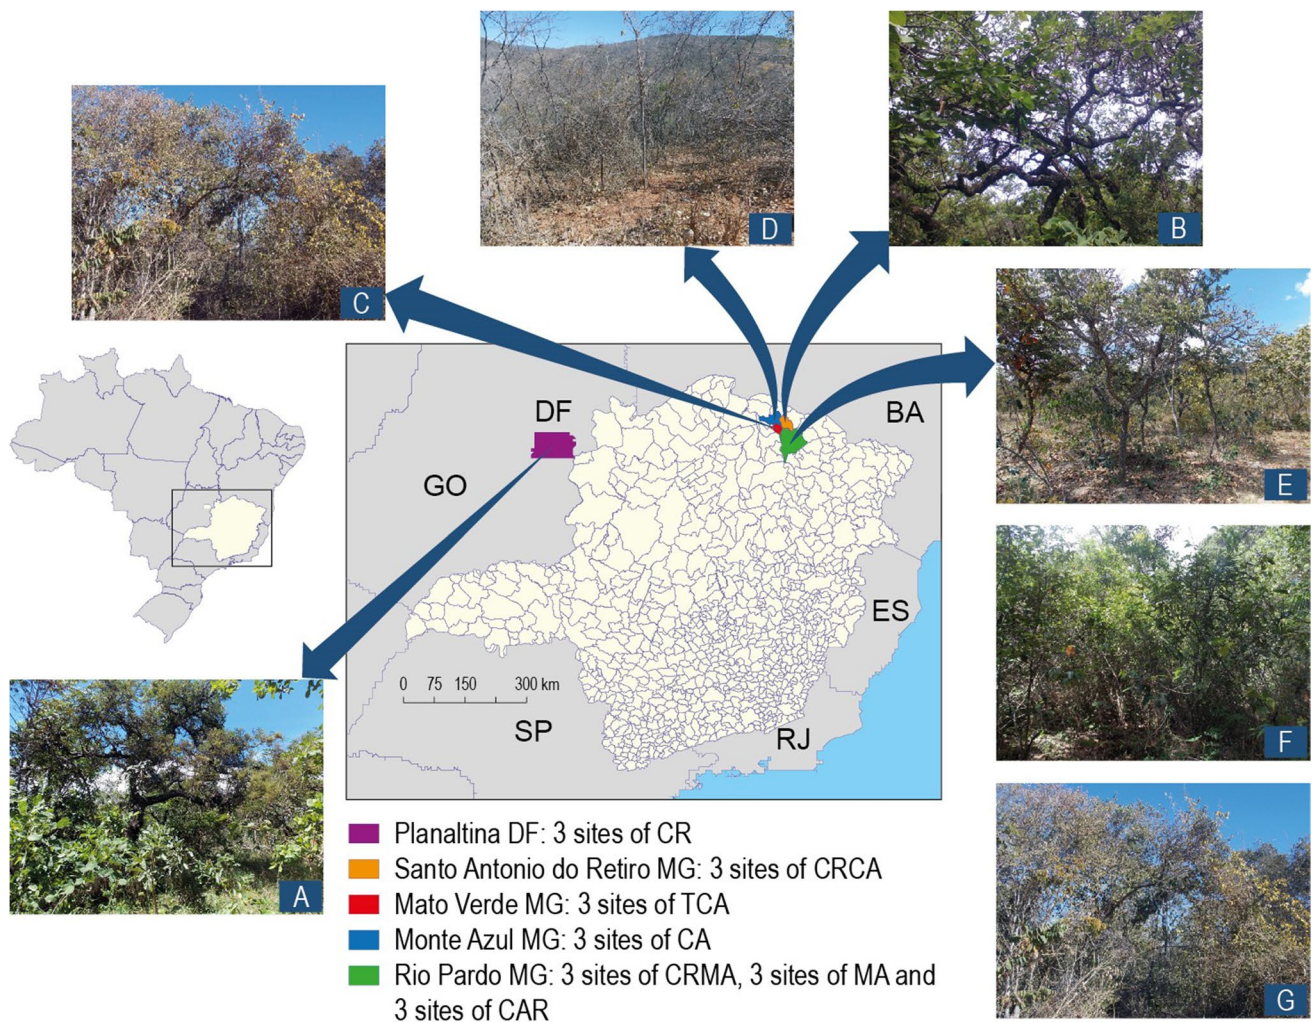 D
B
C
E
DF
BA
GO
ES
F
0 75 150 300 km
SP
RJ
A
G
Planaltina DF: 3 sites of CR
Santo Antonio do Retiro MG: 3 sites of CRCA
Mato Verde MG: 3 sites of TCA
Monte Azul MG: 3 sites of CA
Rio Pardo MG: 3 sites of CRMA, 3 sites of MA and
3 sites of CAR